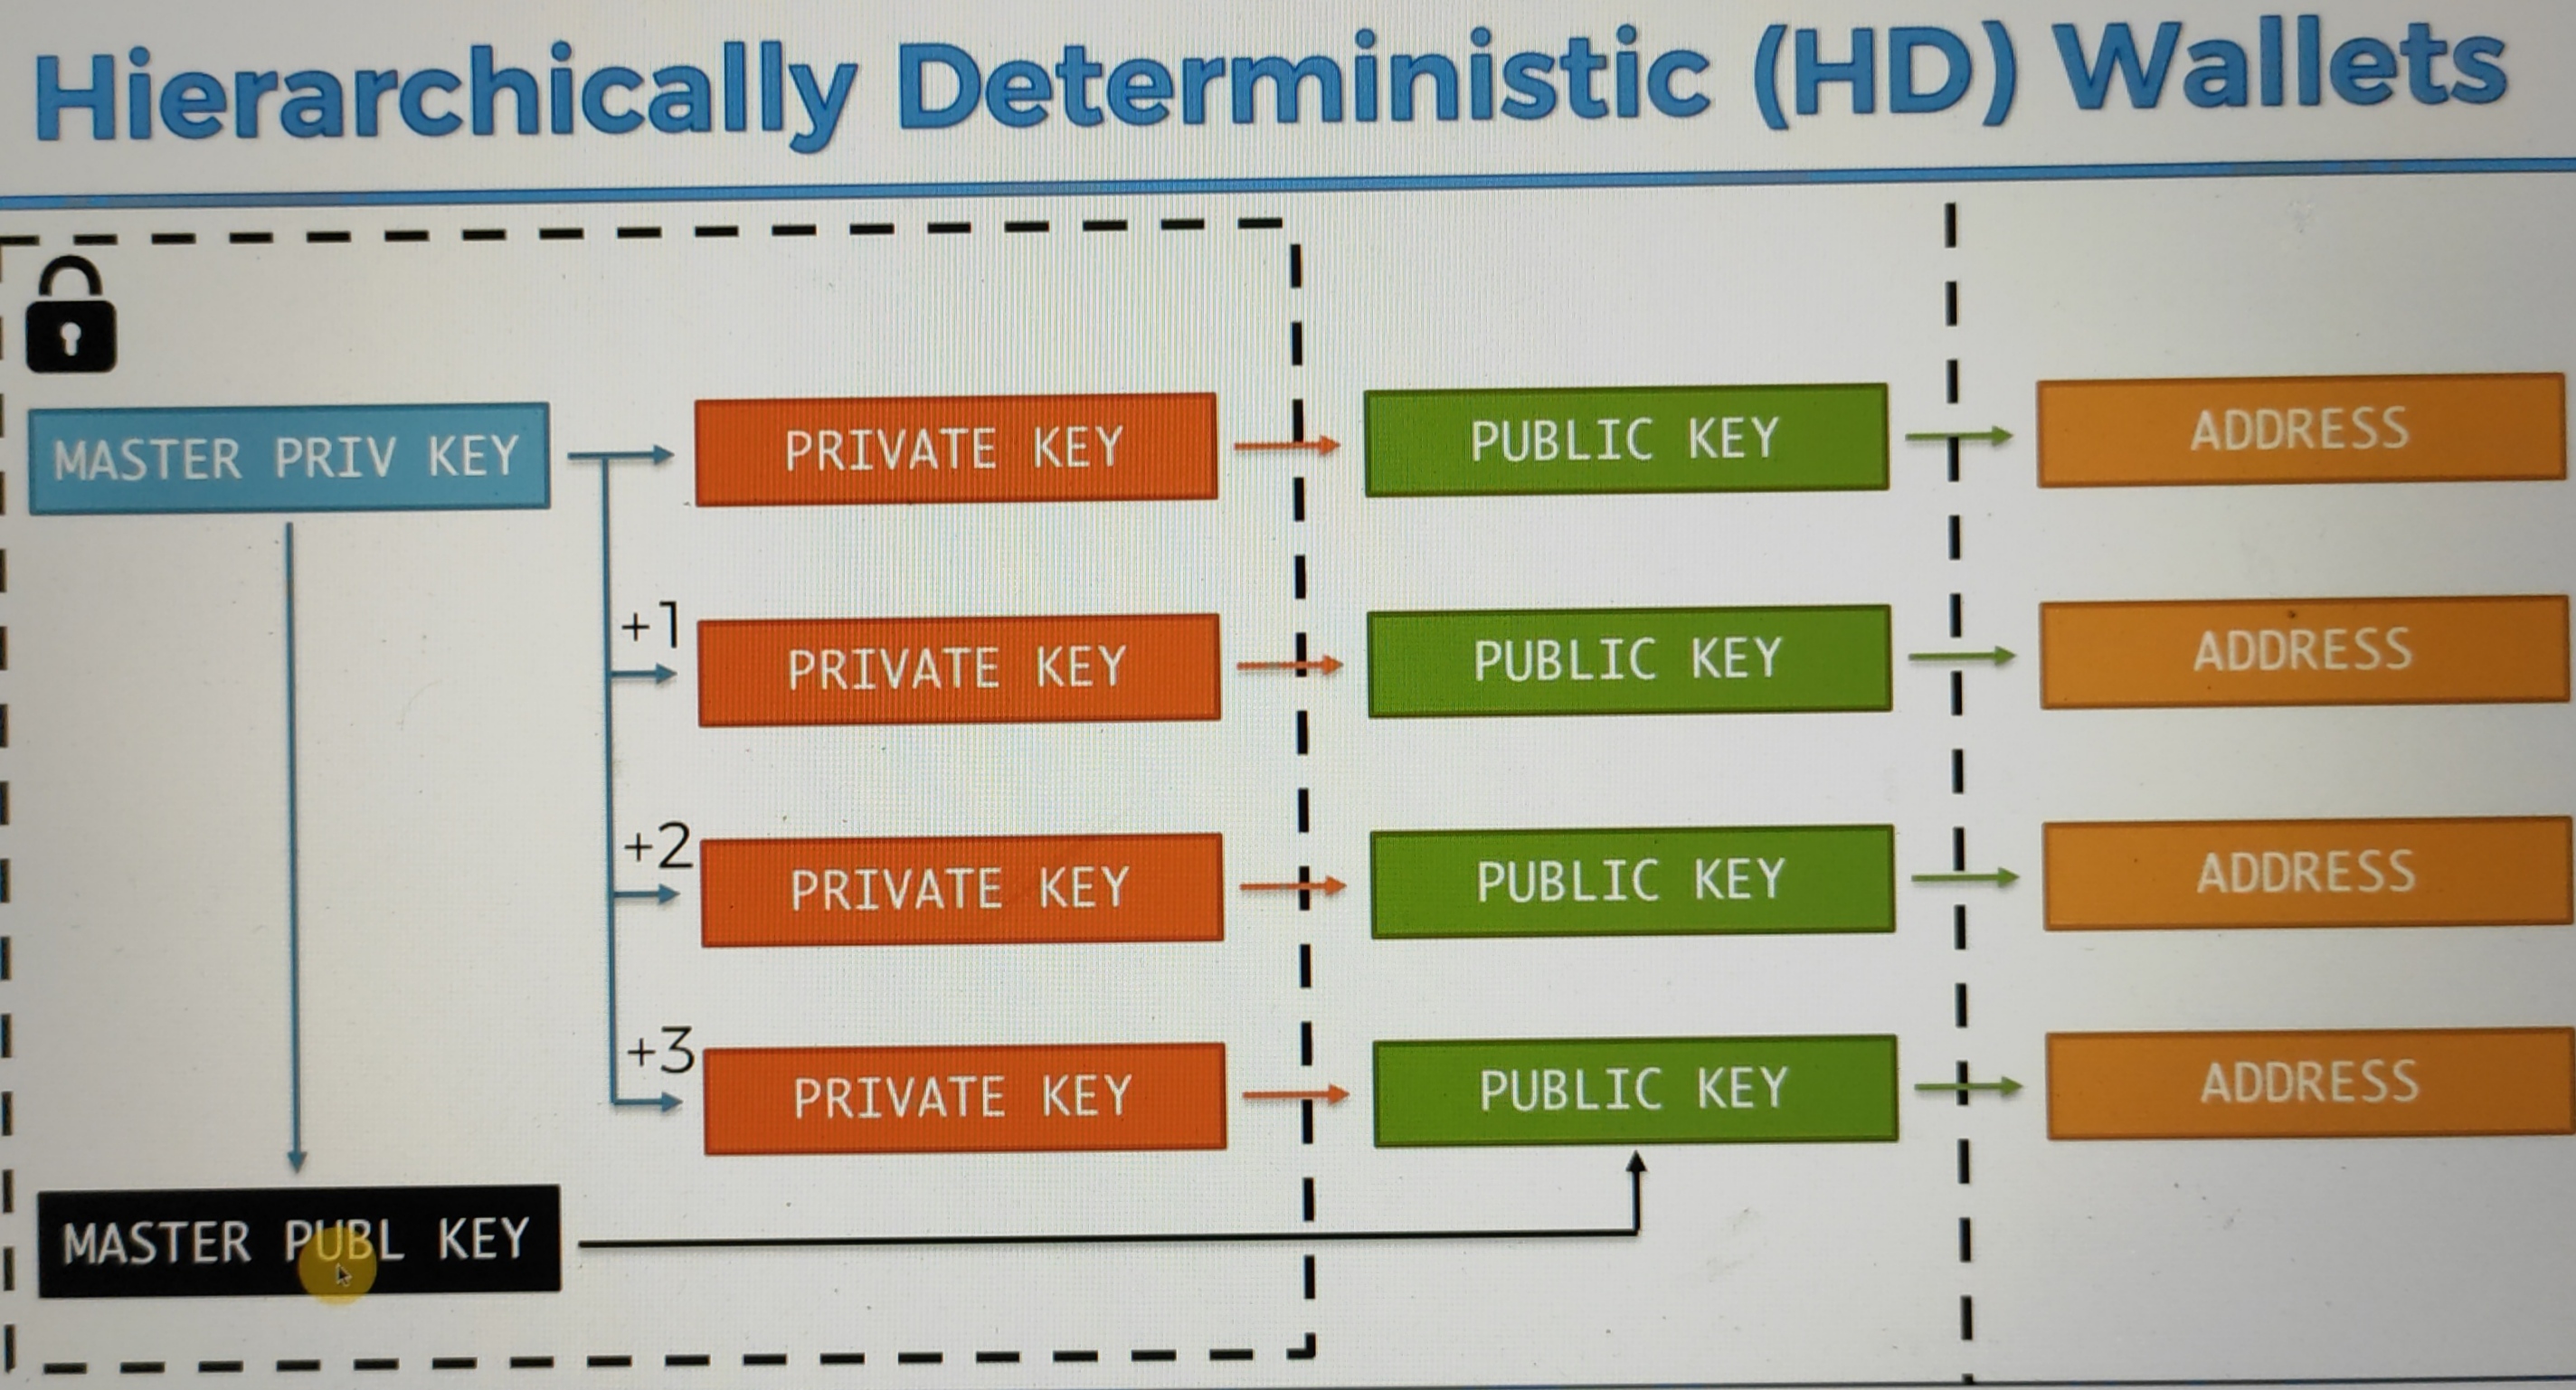 Hierarchically Deterministic (HD) Wallets
MASTER PRIV KEY
PRIVATE KEY
PUBLIC KEY
ADDRESS
+1
PRIVATE KEY
PUBLIC KEY
ADDRESS
+2
PRIVATE KEY
PUBLIC KEY
ADDRESS
+3
PRIVATE KEY
PUBLIC KEY
ADDRESS
MASTER PUBL KEY